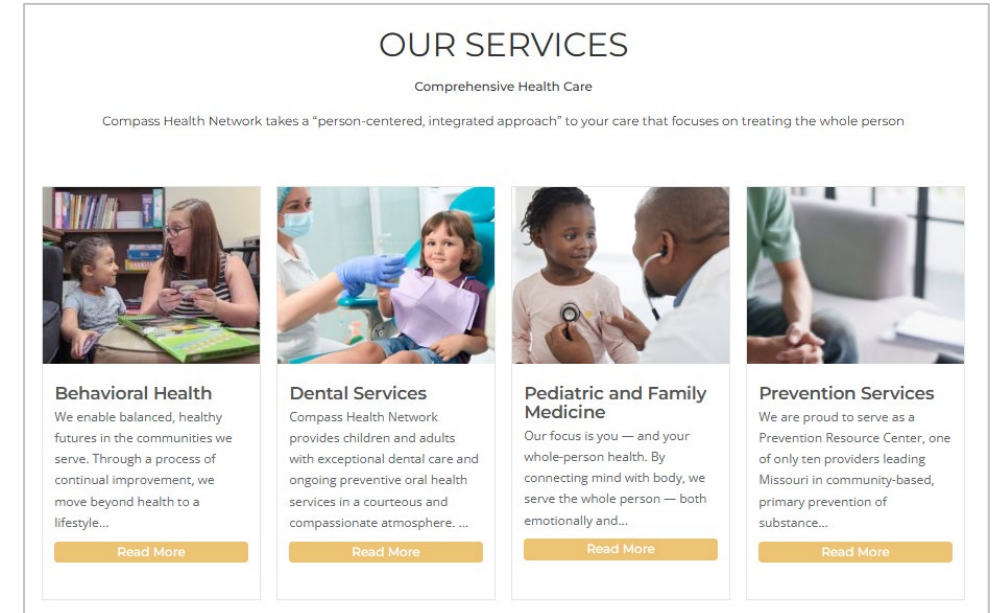 OUR SERVICES
Comprehensive Health Care
Compass Health Network takes a “person-centered, integrated approach” to your care that focuses on treating the whole person
Behavioral Health
We enable balanced, healthy
futures in the communities we
serve. Through a process of
continual improvement, we
move beyond health to a
lifestyle...
Read More
Dental Services
Compass Health Network
provides children and adults
with exceptional dental care and
ongoing preventive oral health
services in a courteous and
compassionate atmosphere. ...
Read More
Pediatric and Family
Medicine
Our focus is you — and your
whole-person health. By
connecting mind with body, we
serve the whole person — both
emotionally and...
Read More
Prevention Services
We are proud to serve as a
Prevention Resource Center, one
of only ten providers leading
Missouri in community-based,
primary prevention of
substance...
Read More